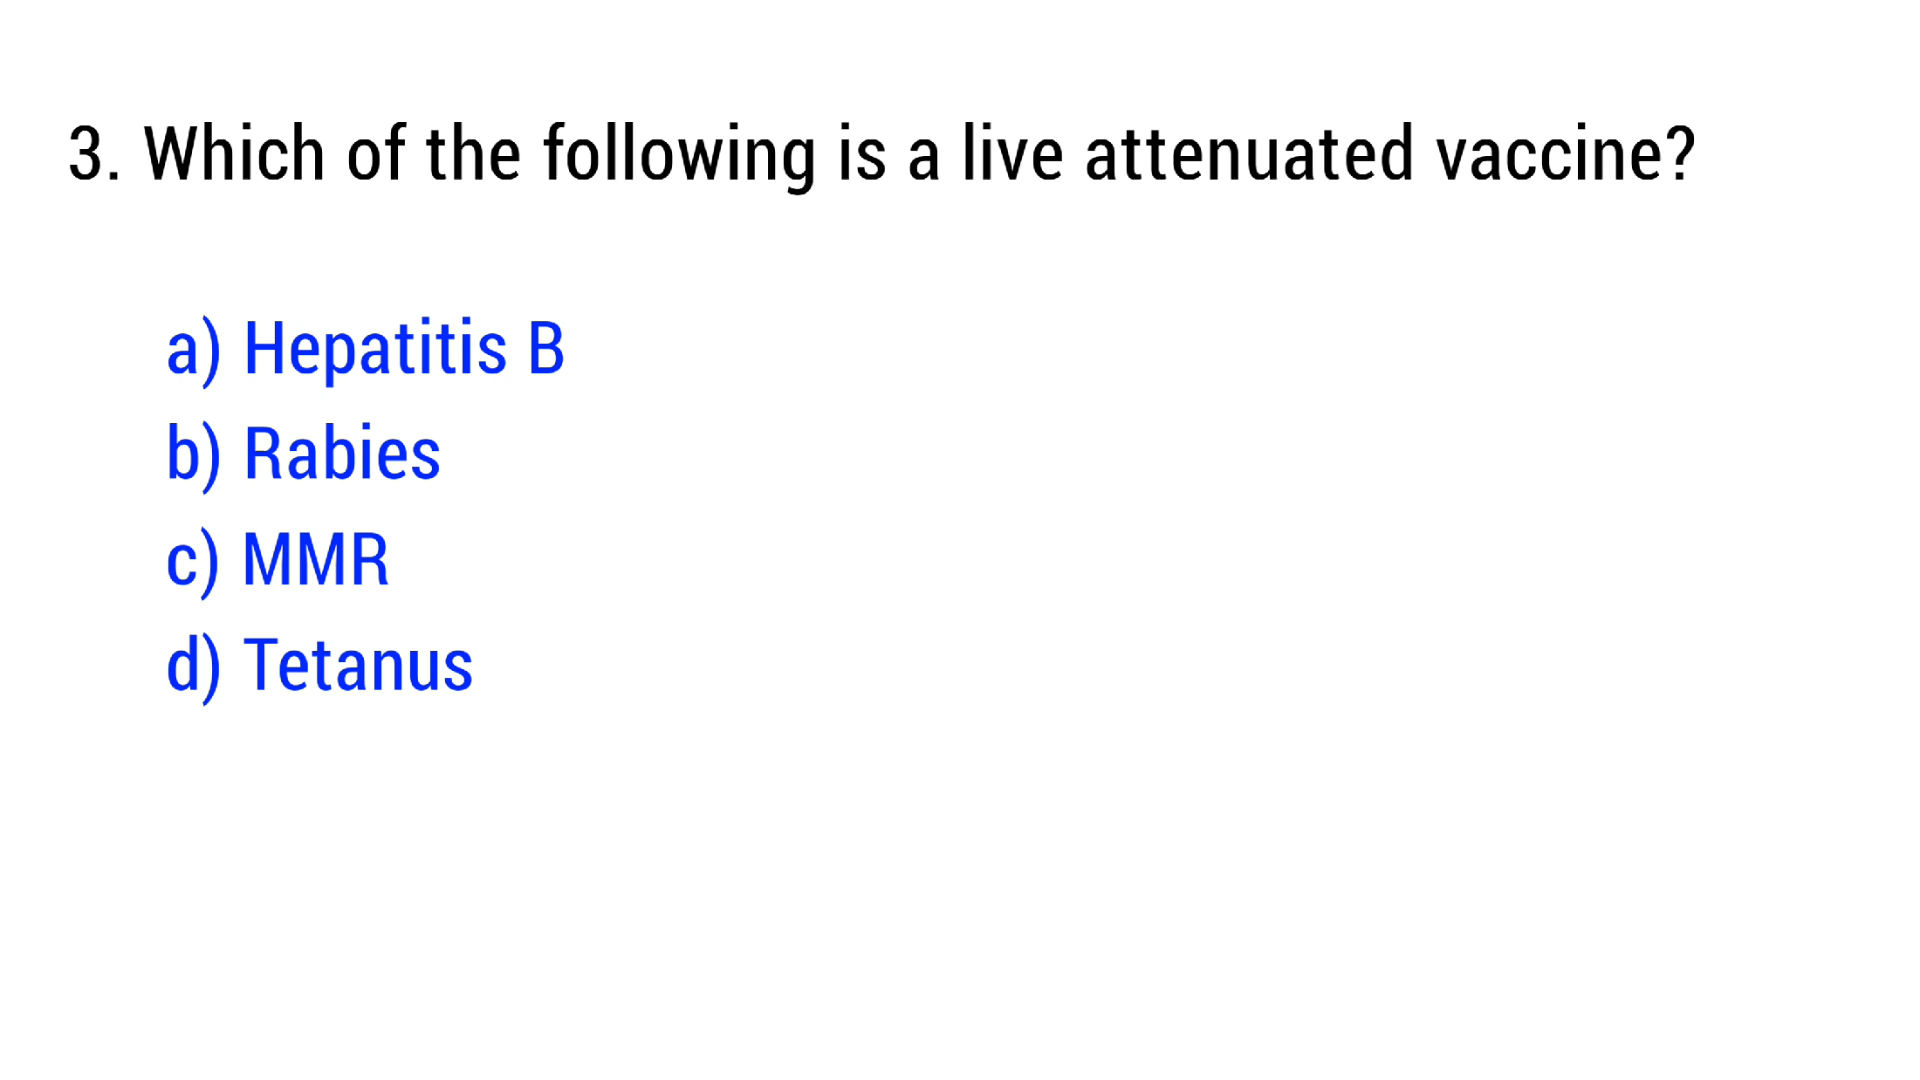 3. Which of the following is a live attenuated vaccine?
a) Hepatitis B
b) Rabies
c) MMR
d) Tetanus